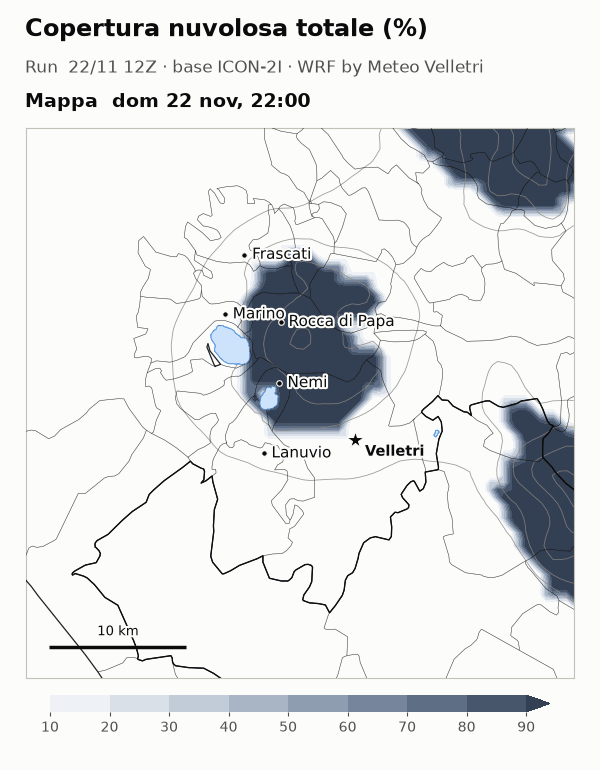 Copertura nuvolosa totale (%)
Run 22/11 12Z · base ICON-2I · WRF by Meteo Velletri
Mappa dom 22 nov, 22:00
Frascati
Marino
Rocca di Papa
Nemi
Velletri
Lanuvio
10 km
10 20 30 40 50 60 70 80 90